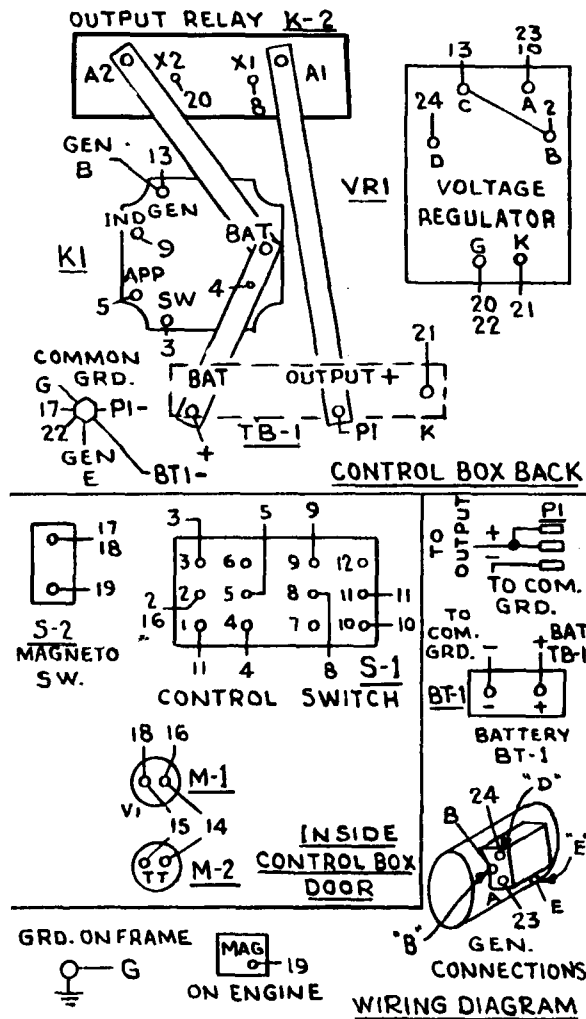 OUTPUT RELAY K-2
A2 X2 X1 A1
20 8
GEN.
B
13
GEN
IND
9
K1
BAT
APP
5
SW
4
3
23
13 10
24 C A 2
D B
VR1
VOLTAGE
REGULATOR
G K
20 21
22
COMMON
GRD.
G
17 P1-
22
GEN
E
BT1-
BAT OUTPUT +
21
+ TB-1 P1 K
CONTROL BOX BACK
17
18
19
S-2
MAGNETO
SW.
3 5 9
3 6 9 12
2 5 8 11 11
2
16
1 4 7 10 10
11 4 8
S-1
CONTROL SWITCH
18 16
M-1
V1
15 14
TT M-2
INSIDE
CONTROL BOX
DOOR
TO
OUTPUT
+
-
P1
TO COM.
GRD.
TO
COM.
GRD.
- + BAT
TB-1
BT-1
- +
BATTERY
BT-1
"D"
24
B
"E"
A E
23
"B"
GEN.
CONNECTIONS
GRD. ON FRAME
G
MAG
19
ON ENGINE
WIRING DIAGRAM